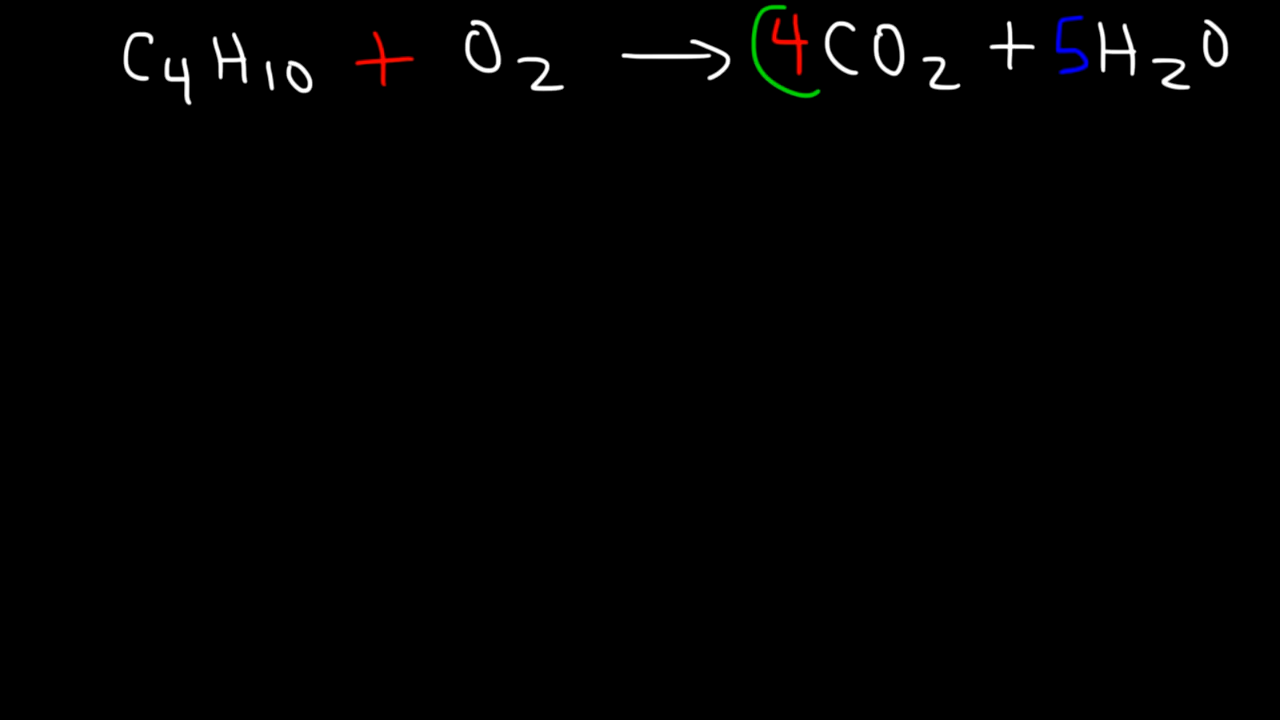 C₄H₁₀ + O₂ → (4CO₂ + 5H₂O